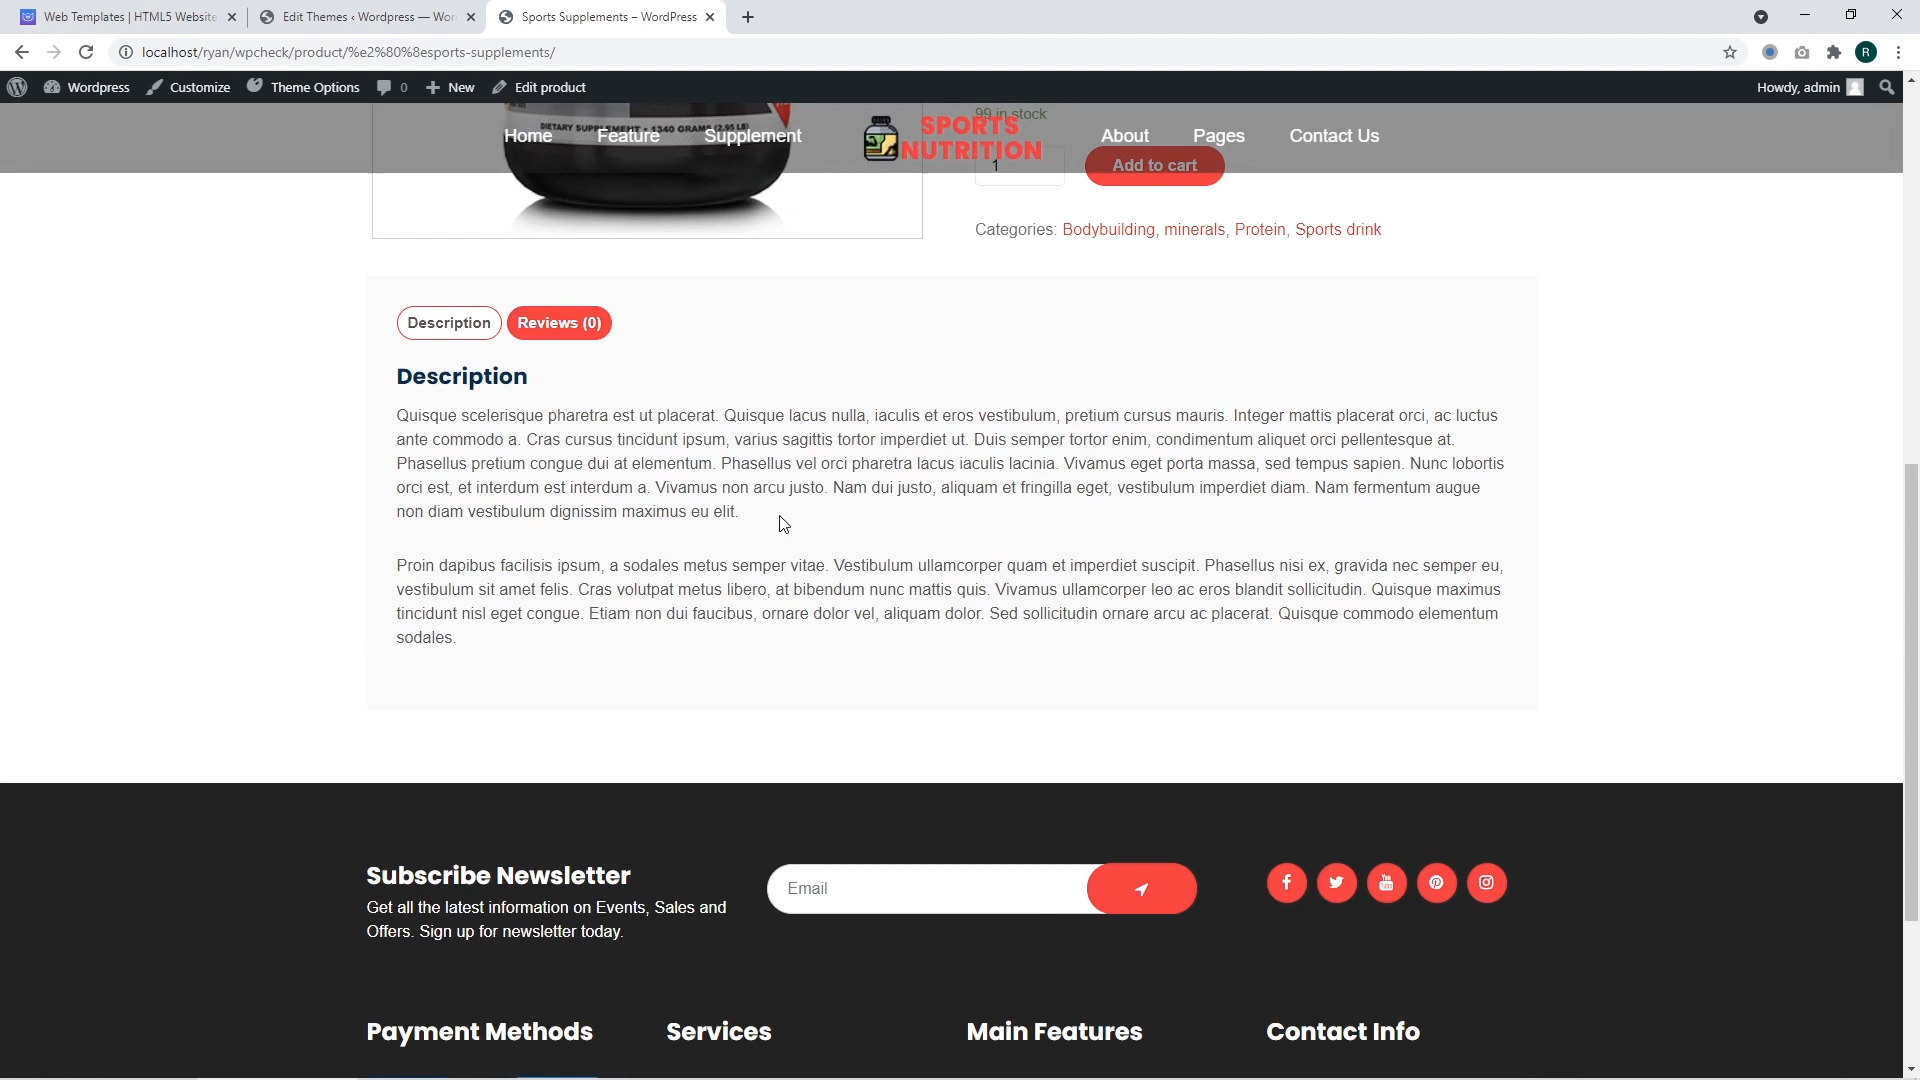 Web Templates | HTML5 Website
Edit Themes ‹ Wordpress — Wor
Sports Supplements – WordPress
localhost/ryan/wpcheck/product/%e2%80%8esports-supplements/
R
Wordpress
Customize
Theme Options
0
New
Edit product
Howdy, admin
DIETARY SUPPLEMENT • 1340 GRAMS (2.95 LB)
99 in stock
Home
Feature
Supplement
SPORTS
NUTRITION
About
Pages
Contact Us
1
Add to cart
Categories: Bodybuilding, minerals, Protein, Sports drink
Description
Reviews (0)
Description
Quisque scelerisque pharetra est ut placerat. Quisque lacus nulla, iaculis et eros vestibulum, pretium cursus mauris. Integer mattis placerat orci, ac luctus
ante commodo a. Cras cursus tincidunt ipsum, varius sagittis tortor imperdiet ut. Duis semper tortor enim, condimentum aliquet orci pellentesque at.
Phasellus pretium congue dui at elementum. Phasellus vel orci pharetra lacus iaculis lacinia. Vivamus eget porta massa, sed tempus sapien. Nunc lobortis
orci est, et interdum est interdum a. Vivamus non arcu justo. Nam dui justo, aliquam et fringilla eget, vestibulum imperdiet diam. Nam fermentum augue
non diam vestibulum dignissim maximus eu elit.
Proin dapibus facilisis ipsum, a sodales metus semper vitae. Vestibulum ullamcorper quam et imperdiet suscipit. Phasellus nisi ex, gravida nec semper eu,
vestibulum sit amet felis. Cras volutpat metus libero, at bibendum nunc mattis quis. Vivamus ullamcorper leo ac eros blandit sollicitudin. Quisque maximus
tincidunt nisl eget congue. Etiam non dui faucibus, ornare dolor vel, aliquam dolor. Sed sollicitudin ornare arcu ac placerat. Quisque commodo elementum
sodales.
Subscribe Newsletter
Get all the latest information on Events, Sales and
Offers. Sign up for newsletter today.
Email
Payment Methods
Services
Main Features
Contact Info